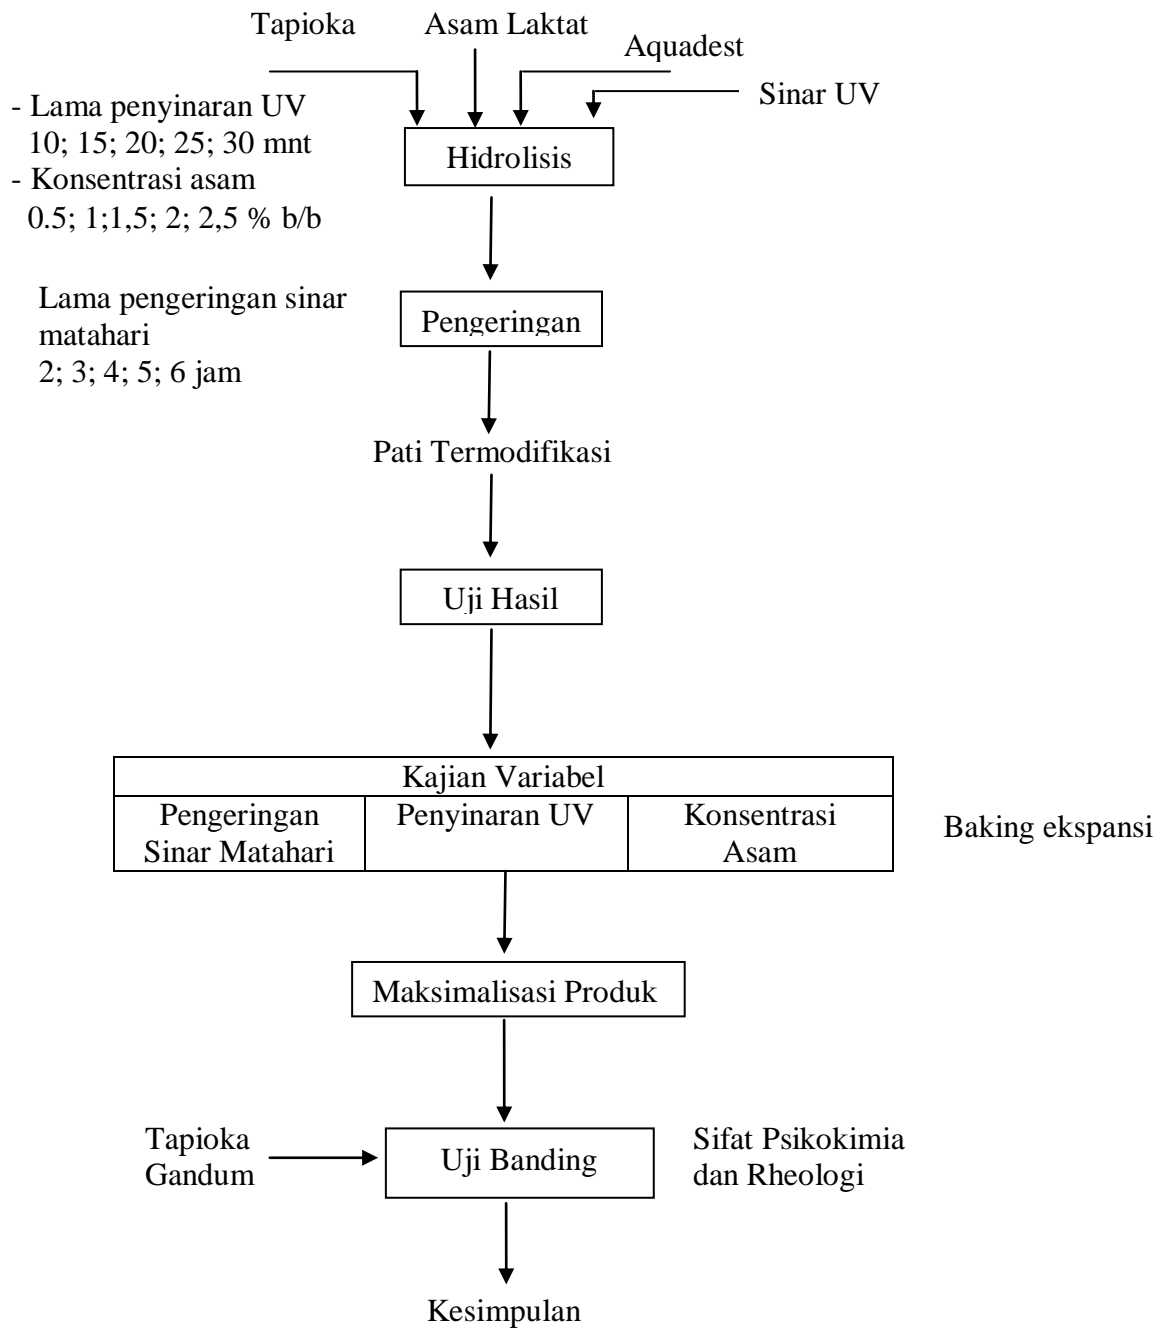 Tapioka
Asam Laktat
Aquadest
Sinar UV
- Lama penyinaran UV
10; 15; 20; 25; 30 mnt
- Konsentrasi asam
0.5; 1;1,5; 2; 2,5 % b/b
Hidrolisis
Lama pengeringan sinar
matahari
2; 3; 4; 5; 6 jam
Pengeringan
Pati Termodifikasi
Uji Hasil
Kajian Variabel
Pengeringan
Sinar Matahari
Penyinaran UV
Konsentrasi
Asam
Baking ekspansi
Maksimalisasi Produk
Tapioka
Gandum
Uji Banding
Sifat Psikokimia
dan Rheologi
Kesimpulan